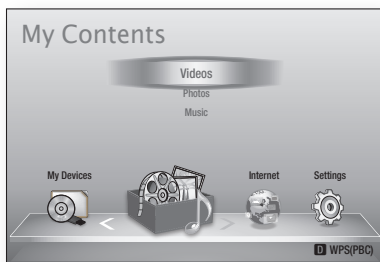 My Contents
Videos
Photos
Music
My Devices
Internet
Settings
D WPS(PBC)